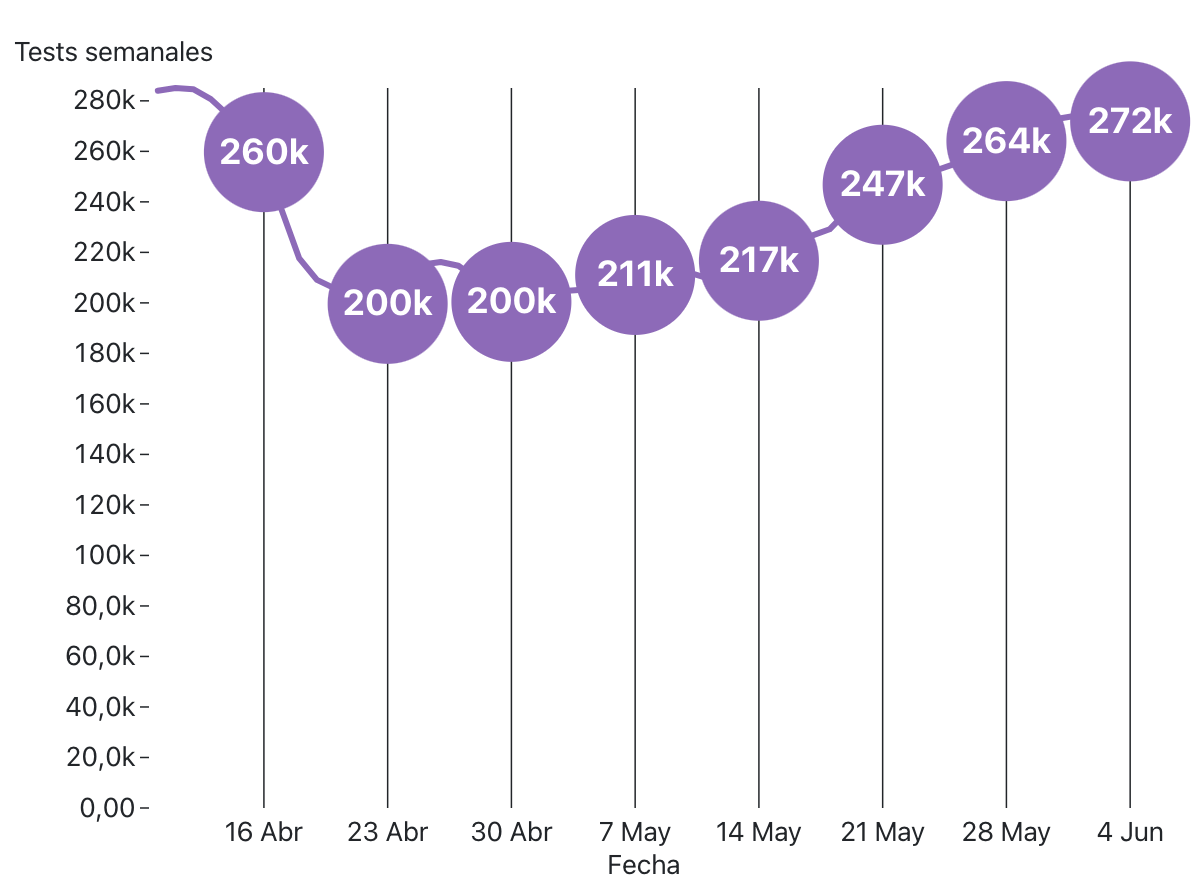 Tests semanales
280k
260k
240k
220k
200k
180k
160k
140k
120k
100k
80,0k
60,0k
40,0k
20,0k
0,00
260k
200k
200k
211k
217k
247k
264k
272k
16 Abr
23 Abr
30 Abr
7 May
14 May
21 May
28 May
4 Jun
Fecha